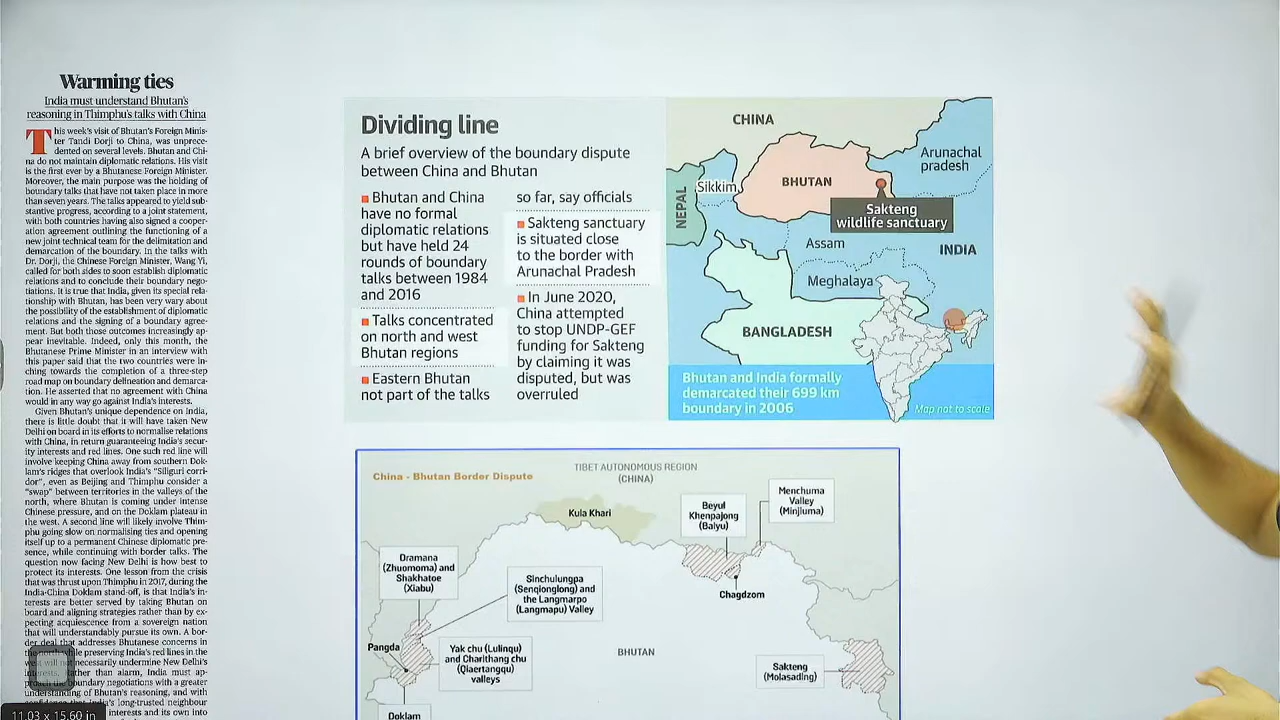 Warming ties
India must understand Bhutan's
reasoning in Thimphu's talks with China
This week's visit of Bhutan's Foreign Minis-
ter Tandi Dorji to China, was unprece-
dented on several levels. Bhutan and Chi-
na do not maintain diplomatic relations. His visit
is the first ever by a Bhutanese Foreign Minister.
Moreover, the main purpose was the holding of
boundary talks that have not taken place in more
than seven years. The talks appeared to yield sub-
stantive progress, according to a joint statement,
with both countries having also signed a cooper-
ation agreement outlining the functioning of a
new joint technical team for the delimitation and
demarcation of the boundary. In the talks with
Dr. Dorji, the Chinese Foreign Minister, Wang Yi,
called for both sides to soon establish diplomatic
relations and to conclude their boundary nego-
tiations. It is true that India, given its special rela-
tionship with Bhutan, has been very wary about
the possibility of the establishment of diplomatic
relations and the signing of a boundary agree-
ment. But both those outcomes increasingly ap-
pear inevitable. Indeed, only this month, the
Bhutanese Prime Minister in an interview with
this paper said that the two countries were in-
ching towards the completion of a three-step
road map on boundary delineation and demarca-
tion. He asserted that no agreement with China
would in any way go against India's interests.
Given Bhutan's unique dependence on India,
there is little doubt that it will have taken New
Delhi on board in its efforts to normalise relations
with China, in return guaranteeing India's secur-
ity interests and red lines. One such red line will
involve keeping China away from southern Dok-
lam's ridges that overlook India's "Siliguri corri-
dor", even as Beijing and Thimphu consider a
"swap" between territories in the valleys of the
north, where Bhutan is coming under intense
Chinese pressure, and on the Doklam plateau in
the west. A second line will likely involve Thim-
phu going slow on normalising ties and opening
itself up to a permanent Chinese diplomatic pre-
sence, while continuing with border talks. The
question now facing New Delhi is how best to
protect its interests. One lesson from the crisis
that was thrust upon Thimphu in 2017, during the
India-China Doklam stand-off, is that India's in-
terests are better served by taking Bhutan on
board and aligning strategies rather than by ex-
pecting acquiescence from a sovereign nation
that will understandably pursue its own. A bor-
der deal that addresses Bhutanese concerns in
the north while preserving India's red lines in the
west will not necessarily undermine New Delhi's
interests. Rather than alarm, India must ap-
proach the boundary negotiations with a greater
understanding of Bhutan's reasoning, and with
confidence that India's long-trusted neighbour
interests and its own into
11.03 x 15.60 in
Dividing line
A brief overview of the boundary dispute
between China and Bhutan
Bhutan and China
have no formal
diplomatic relations
but have held 24
rounds of boundary
talks between 1984
and 2016
Talks concentrated
on north and west
Bhutan regions
Eastern Bhutan
not part of the talks
so far, say officials
Sakteng sanctuary
is situated close
to the border with
Arunachal Pradesh
In June 2020,
China attempted
to stop UNDP-GEF
funding for Sakteng
by claiming it was
disputed, but was
overruled
CHINA
Arunachal
pradesh
BHUTAN
Sikkim
NEPAL
Sakteng
wildlife sanctuary
Assam
INDIA
Meghalaya
BANGLADESH
Bhutan and India formally
demarcated their 699 km
boundary in 2006
Map not to scale
China - Bhutan Border Dispute
TIBET AUTONOMOUS REGION
(CHINA)
Kula Khari
Beyul
Khenpajong
(Balyu)
Menchuma
Valley
(Minjiuma)
Dramana
(Zhuomoma) and
Shakhatoe
(Xiabu)
Sinchulungpa
(Senqionglong) and
the Langmarpo
(Langmapu) Valley
Chagdzom
Pangda
Yak chu (Lulinqu)
and Charithang chu
(Qiaertangqu)
valleys
BHUTAN
Sakteng
(Molasading)
Doklam